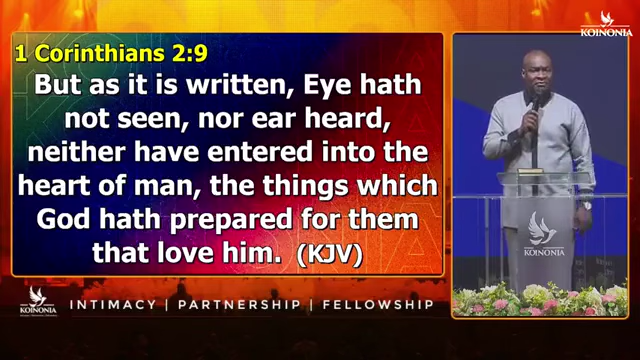 KOINONIA
1 Corinthians 2:9
But as it is written, Eye hath
not seen, nor ear heard,
neither have entered into the
heart of man, the things which
God hath prepared for them
that love him. (KJV)
KOINONIA
KOINONIA
INTIMACY | PARTNERSHIP | FELLOWSHIP